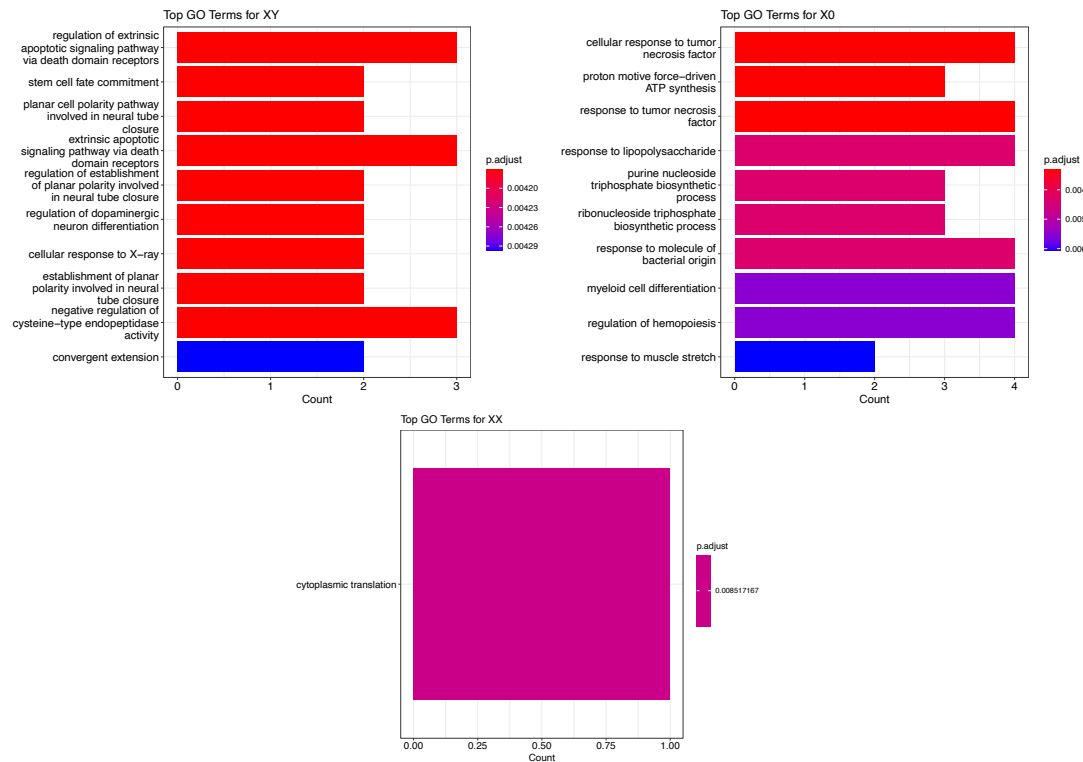 Top GO Terms for XY
regulation of extrinsic
apoptotic signaling pathway
via death domain receptors
stem cell fate commitment
planar cell polarity pathway
involved in neural tube
closure
extrinsic apoptotic
signaling pathway via death
domain receptors
regulation of establishment
of planar polarity involved
in neural tube closure
regulation of dopaminergic
neuron differentiation
cellular response to X−ray
establishment of planar
polarity involved in neural
tube closure
negative regulation of
cysteine−type endopeptidase
activity
convergent extension
0 1 2 3
Count
p.adjust
0.00420
0.00423
0.00426
0.00429
Top GO Terms for X0
cellular response to tumor
necrosis factor
proton motive force−driven
ATP synthesis
response to tumor necrosis
factor
response to lipopolysaccharide
purine nucleoside
triphosphate biosynthetic
process
ribonucleoside triphosphate
biosynthetic process
response to molecule of
bacterial origin
myeloid cell differentiation
regulation of hemopoiesis
response to muscle stretch
0 1 2 3 4
Count
p.adjust
Top GO Terms for XX
cytoplasmic translation
0.00 0.25 0.50 0.75 1.00
Count
p.adjust
0.008517167